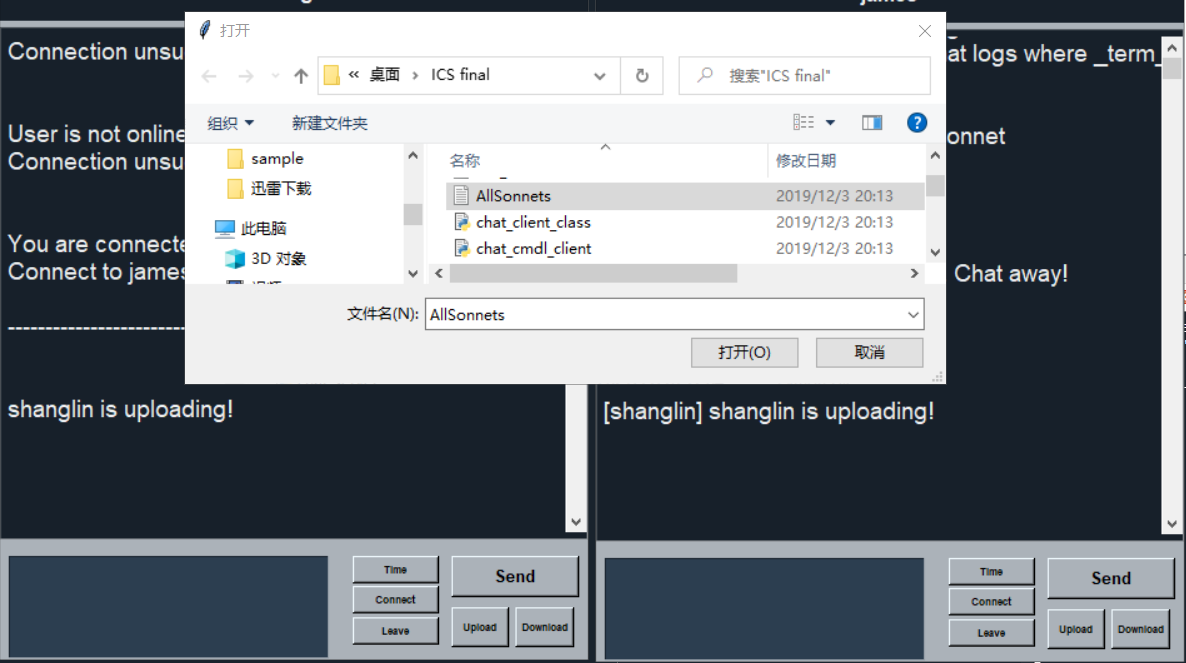 james
打开
Connection unsu
at logs where _term_
« 桌面 › ICS final
搜索"ICS final"
组织
新建文件夹
?
User is not online
onnet
Connection unsu
sample
名称
修改日期
迅雷下载
AllSonnets
2019/12/3 20:13
此电脑
chat_client_class
2019/12/3 20:13
You are connecte
3D 对象
chat_cmdl_client
2019/12/3 20:13
Connect to james
Chat away!
文件名(N):
AllSonnets
-------------------------
打开(O)
取消
shanglin is uploading!
[shanglin] shanglin is uploading!
Time
Connect
Leave
Send
Upload
Download
Time
Connect
Leave
Send
Upload
Download